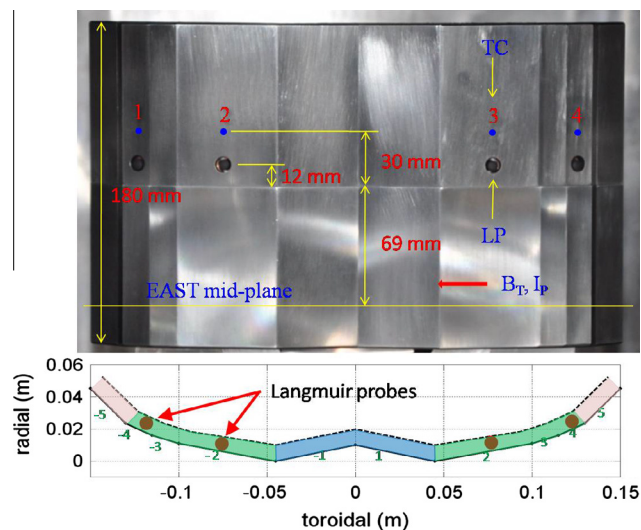 TC
1
2
3
4
30 mm
12 mm
180 mm
69 mm
LP
EAST mid-plane
B_T, I_P
0.06
0.04
0.02
0
radial (m)
Langmuir probes
-5
-4
-3
-2
-1
1
2
3
4
5
-0.1
-0.05
0
0.05
0.1
0.15
toroidal (m)